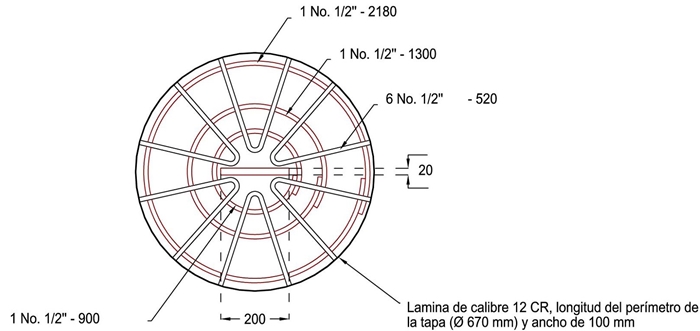 1 No. 1/2" - 2180
1 No. 1/2" - 1300
6 No. 1/2" - 520
20
1 No. 1/2" - 900
200
Lamina de calibre 12 CR, longitud del perímetro de
la tapa (Ø 670 mm) y ancho de 100 mm